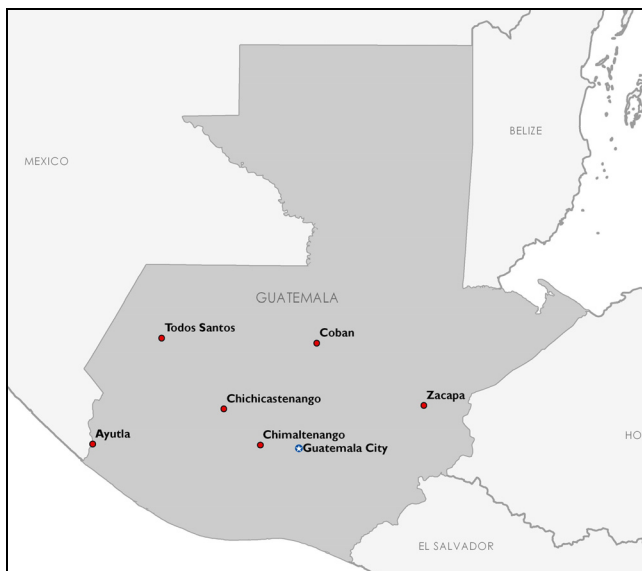 BELIZE
MEXICO
GUATEMALA
Todos Santos
Coban
Chichicastenango
Zacapa
Ayutla
Chimaltenango
Guatemala City
HO
EL SALVADOR